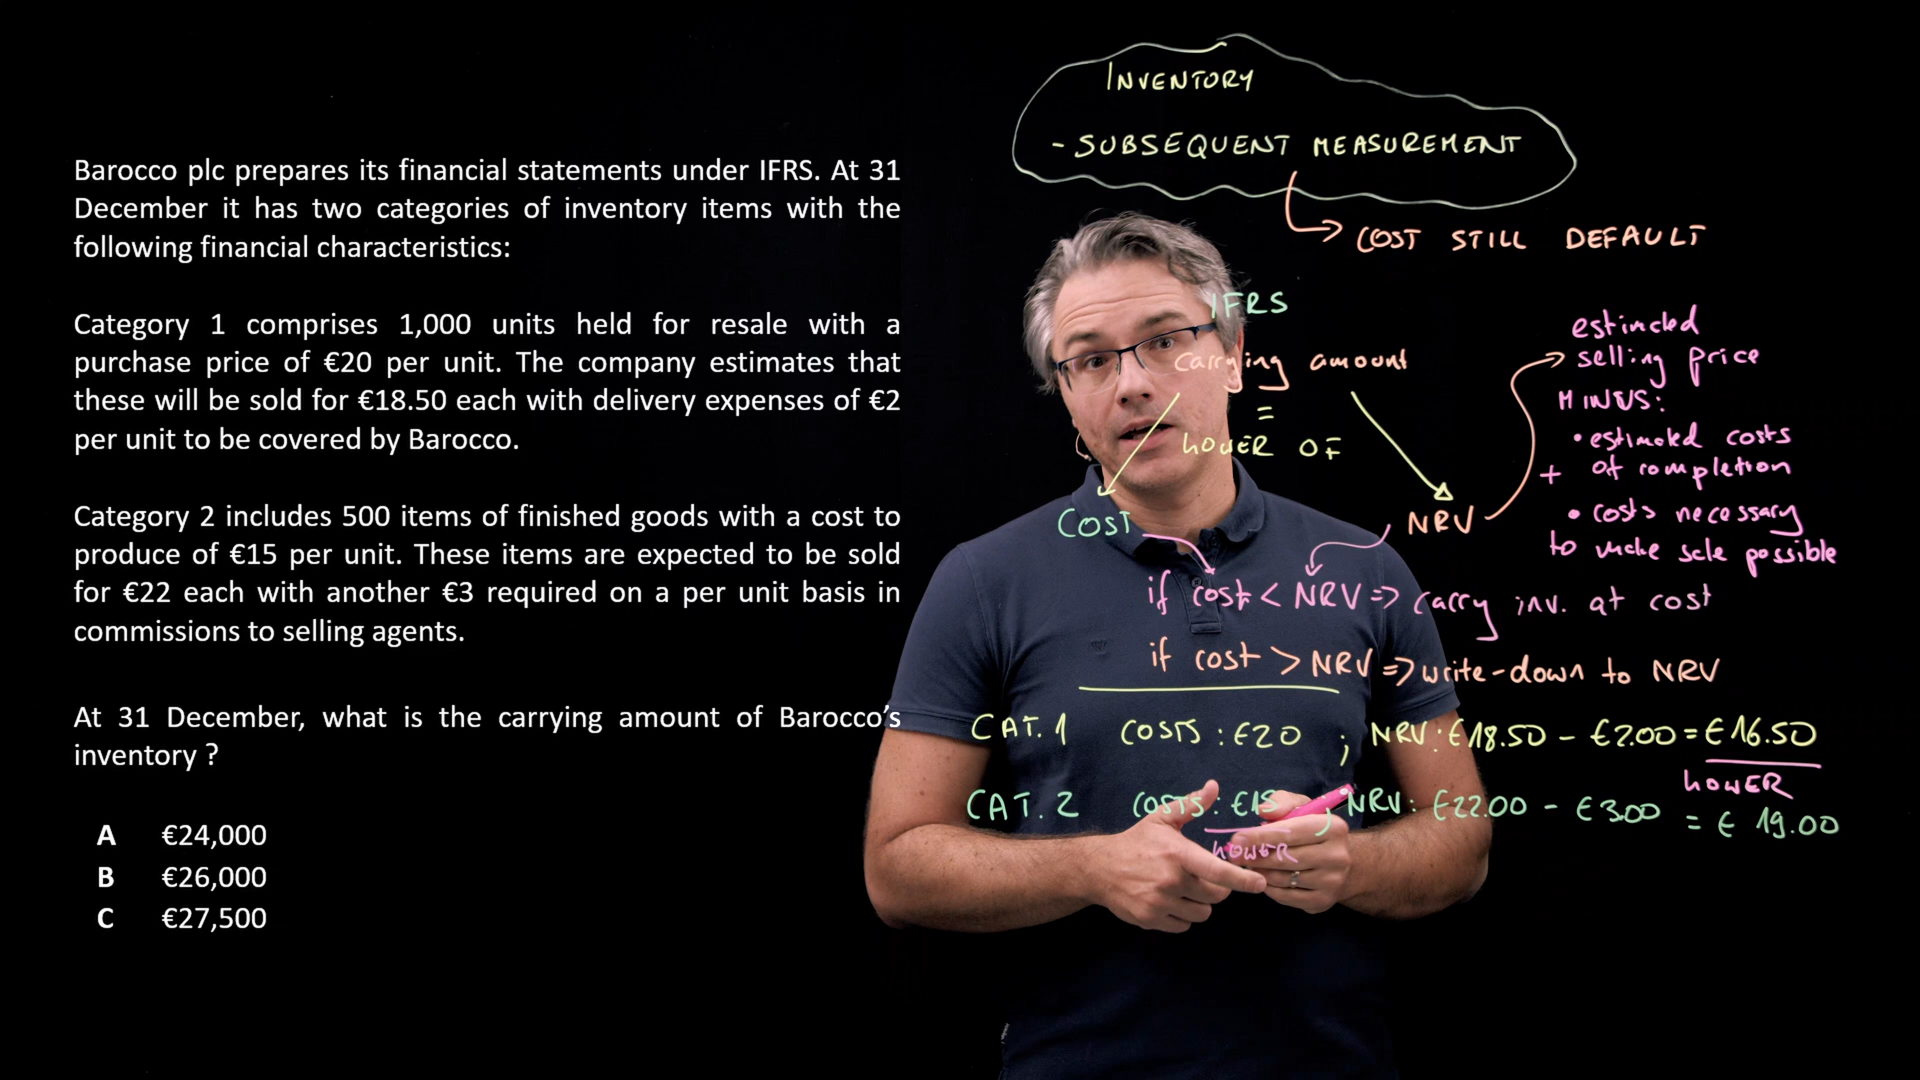 Barocco plc prepares its financial statements under IFRS. At 31
December it has two categories of inventory items with the
following financial characteristics:
Category 1 comprises 1,000 units held for resale with a
purchase price of €20 per unit. The company estimates that
these will be sold for €18.50 each with delivery expenses of €2
per unit to be covered by Barocco.
Category 2 includes 500 items of finished goods with a cost to
produce of €15 per unit. These items are expected to be sold
for €22 each with another €3 required on a per unit basis in
commissions to selling agents.
At 31 December, what is the carrying amount of Barocco's
inventory ?
A €24,000
B €26,000
C €27,500
INVENTORY
- SUBSEQUENT MEASUREMENT
COST STILL DEFAULT
IFRS
carrying amount
=
LOWER OF
COST
NRV
estimated
selling price
MINUS:
• estimated costs
+ of completion
• costs necessary
to make sale possible
if cost < NRV => carry inv. at cost
if cost > NRV => write-down to NRV
CAT. 1 COSTS : €20 ; NRV: €18.50 - €2.00 = €16.50
LOWER
CAT. 2 COSTS : €15 ; NRV: €22.00 - €3.00 = € 19.00
LOWER